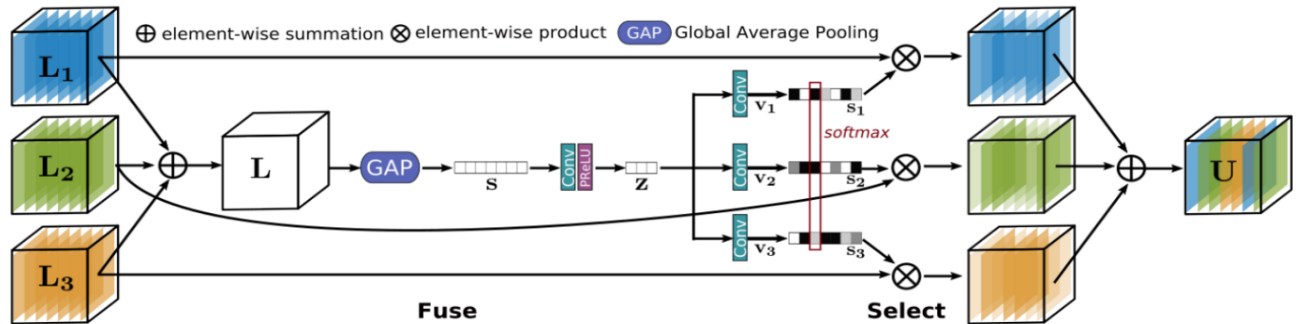 ⊕ element-wise summation ⊗ element-wise product GAP Global Average Pooling
L1
L2
L3
L
GAP
s
Conv
PReLU
z
Conv
v1
s1
softmax
Conv
v2
s2
Conv
v3
s3
U
Fuse
Select